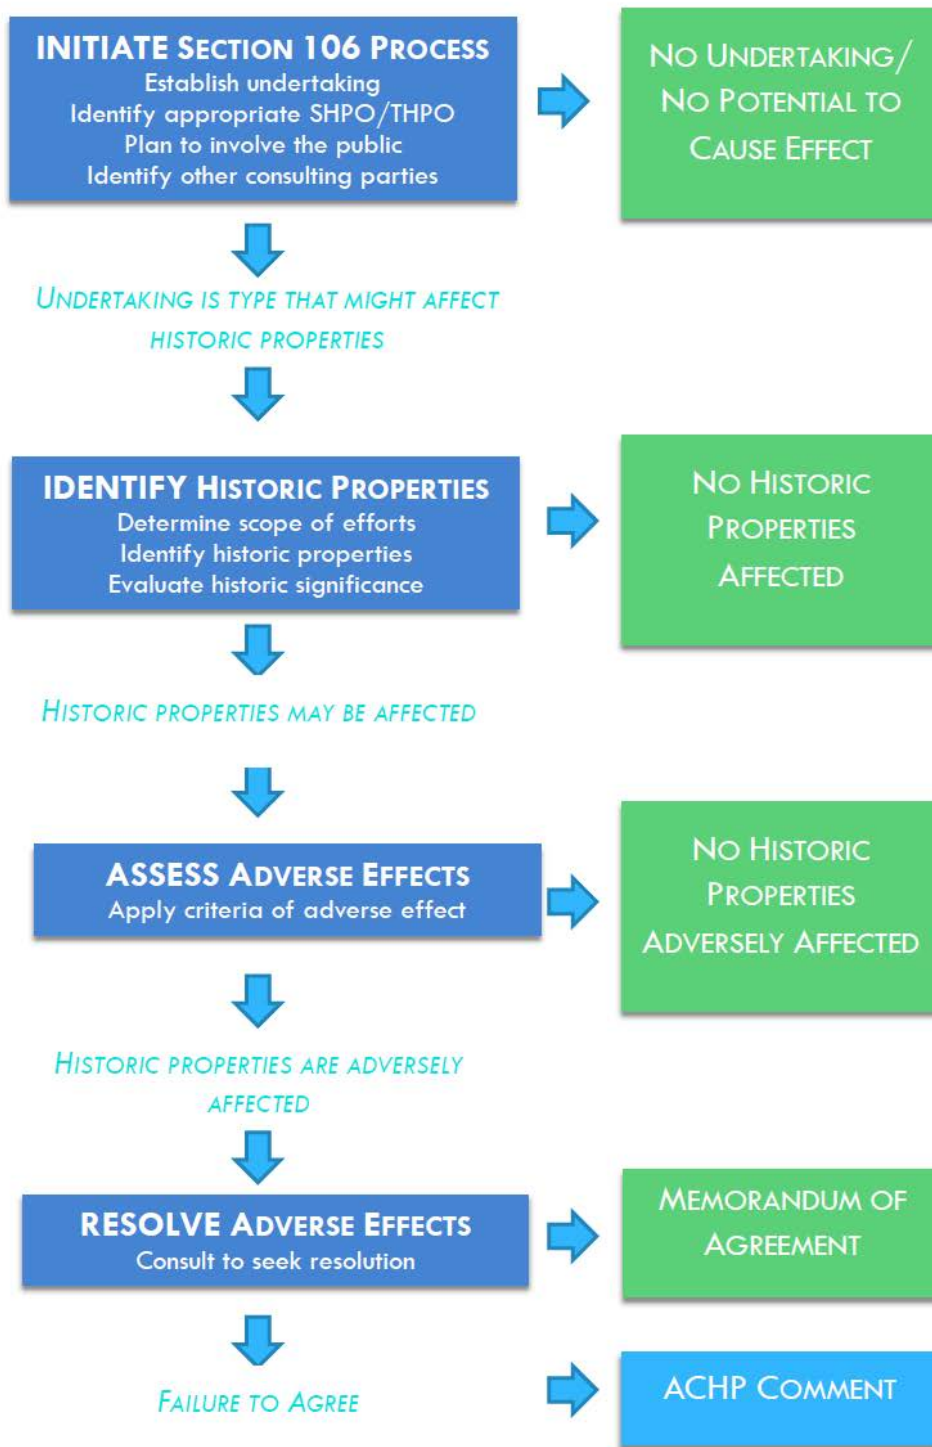 INITIATE SECTION 106 PROCESS
Establish undertaking
Identify appropriate SHPO/THPO
Plan to involve the public
Identify other consulting parties
NO UNDERTAKING/
NO POTENTIAL TO
CAUSE EFFECT
UNDERTAKING IS TYPE THAT MIGHT AFFECT
HISTORIC PROPERTIES
IDENTIFY HISTORIC PROPERTIES
Determine scope of efforts
Identify historic properties
Evaluate historic significance
NO HISTORIC
PROPERTIES
AFFECTED
HISTORIC PROPERTIES MAY BE AFFECTED
ASSESS ADVERSE EFFECTS
Apply criteria of adverse effect
NO HISTORIC
PROPERTIES
ADVERSELY AFFECTED
HISTORIC PROPERTIES ARE ADVERSELY
AFFECTED
RESOLVE ADVERSE EFFECTS
Consult to seek resolution
MEMORANDUM OF
AGREEMENT
FAILURE TO AGREE
ACHP COMMENT